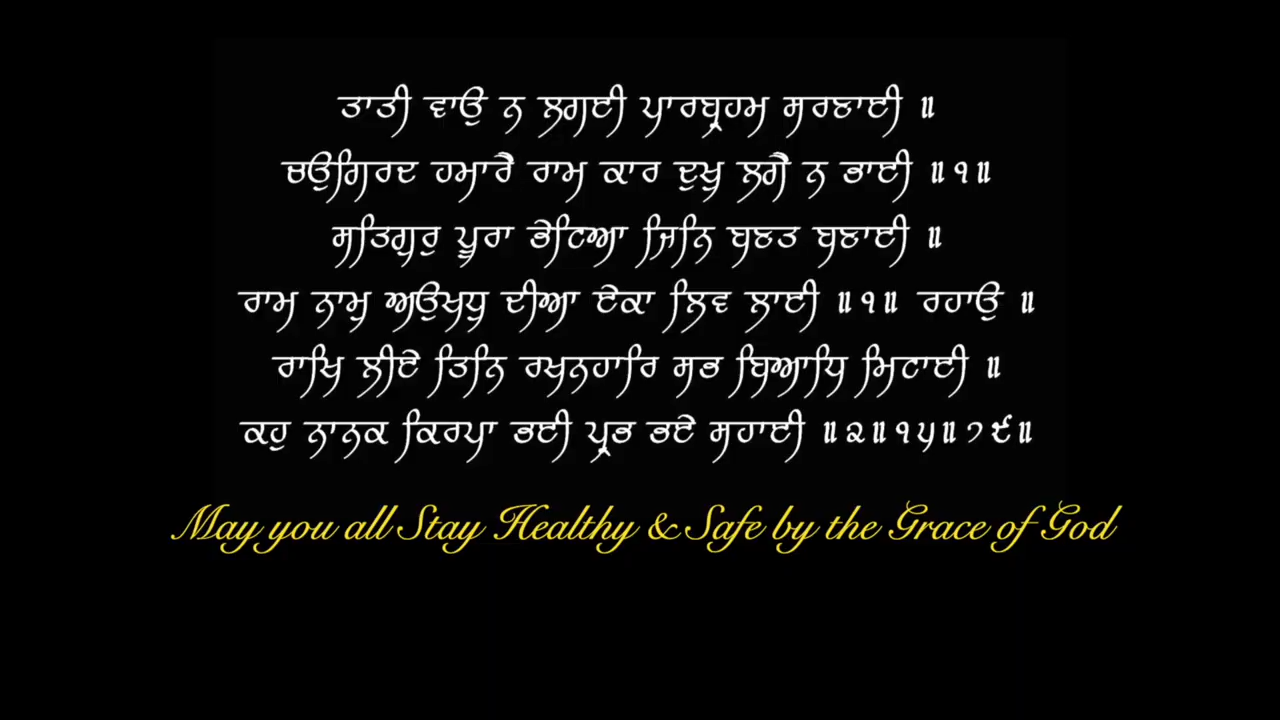 ਤਾਤੀ ਵਾਉ ਨ ਲਗਈ ਪਾਰਬ੍ਰਹਮ ਸਰਣਾਈ ॥
ਚਉਗਿਰਦ ਹਮਾਰੈ ਰਾਮ ਕਾਰ ਦੁਖੁ ਲਗੈ ਨ ਭਾਈ ॥੧॥
ਸਤਿਗੁਰੁ ਪੂਰਾ ਭੇਟਿਆ ਜਿਨਿ ਬਣਤ ਬਣਾਈ ॥
ਰਾਮ ਨਾਮੁ ਅਉਖਧੁ ਦੀਆ ਏਕਾ ਲਿਵ ਲਾਈ ॥੧॥ ਰਹਾਉ ॥
ਰਾਖਿ ਲੀਏ ਤਿਨਿ ਰਖਨਹਾਰਿ ਸਭ ਬਿਆਧਿ ਮਿਟਾਈ ॥
ਕਹੁ ਨਾਨਕ ਕਿਰਪਾ ਭਈ ਪ੍ਰਭ ਭਏ ਸਹਾਈ ॥੨॥੧੫॥੭੯॥
May you all Stay Healthy & Safe by the Grace of God